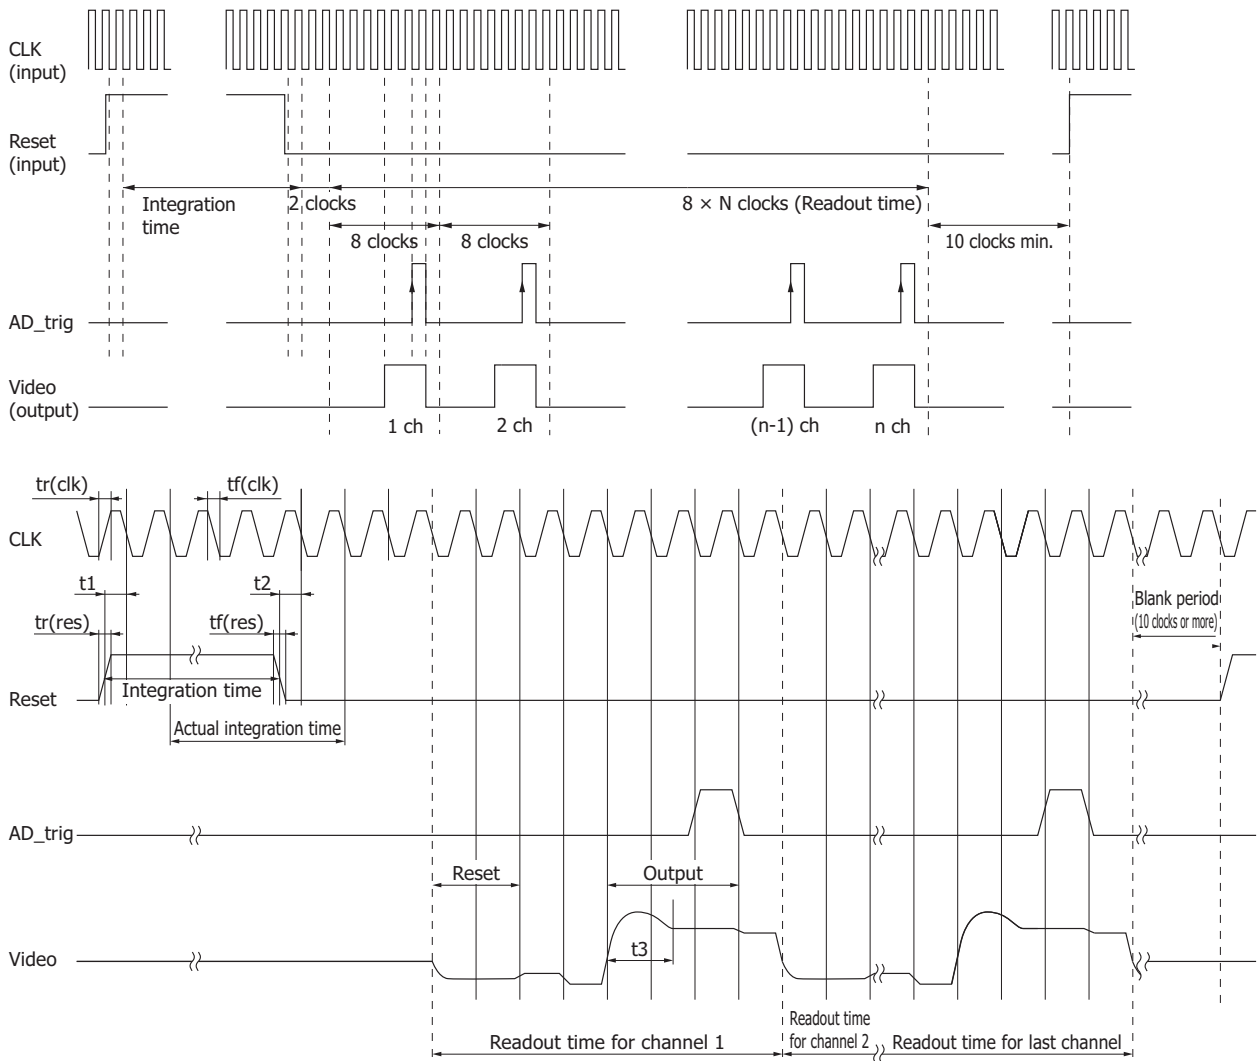 CLK
(input)
Reset
(input)
Integration
time
2 clocks
8 × N clocks (Readout time)
8 clocks
8 clocks
10 clocks min.
AD_trig
Video
(output)
1 ch
2 ch
(n-1) ch
n ch
tr(clk)
tf(clk)
CLK
t1
t2
tr(res)
tf(res)
Blank period
(10 clocks or more)
Integration time
Reset
Actual integration time
AD_trig
Reset
Output
t3
Video
Readout time for channel 1
Readout time
for channel 2
Readout time for last channel